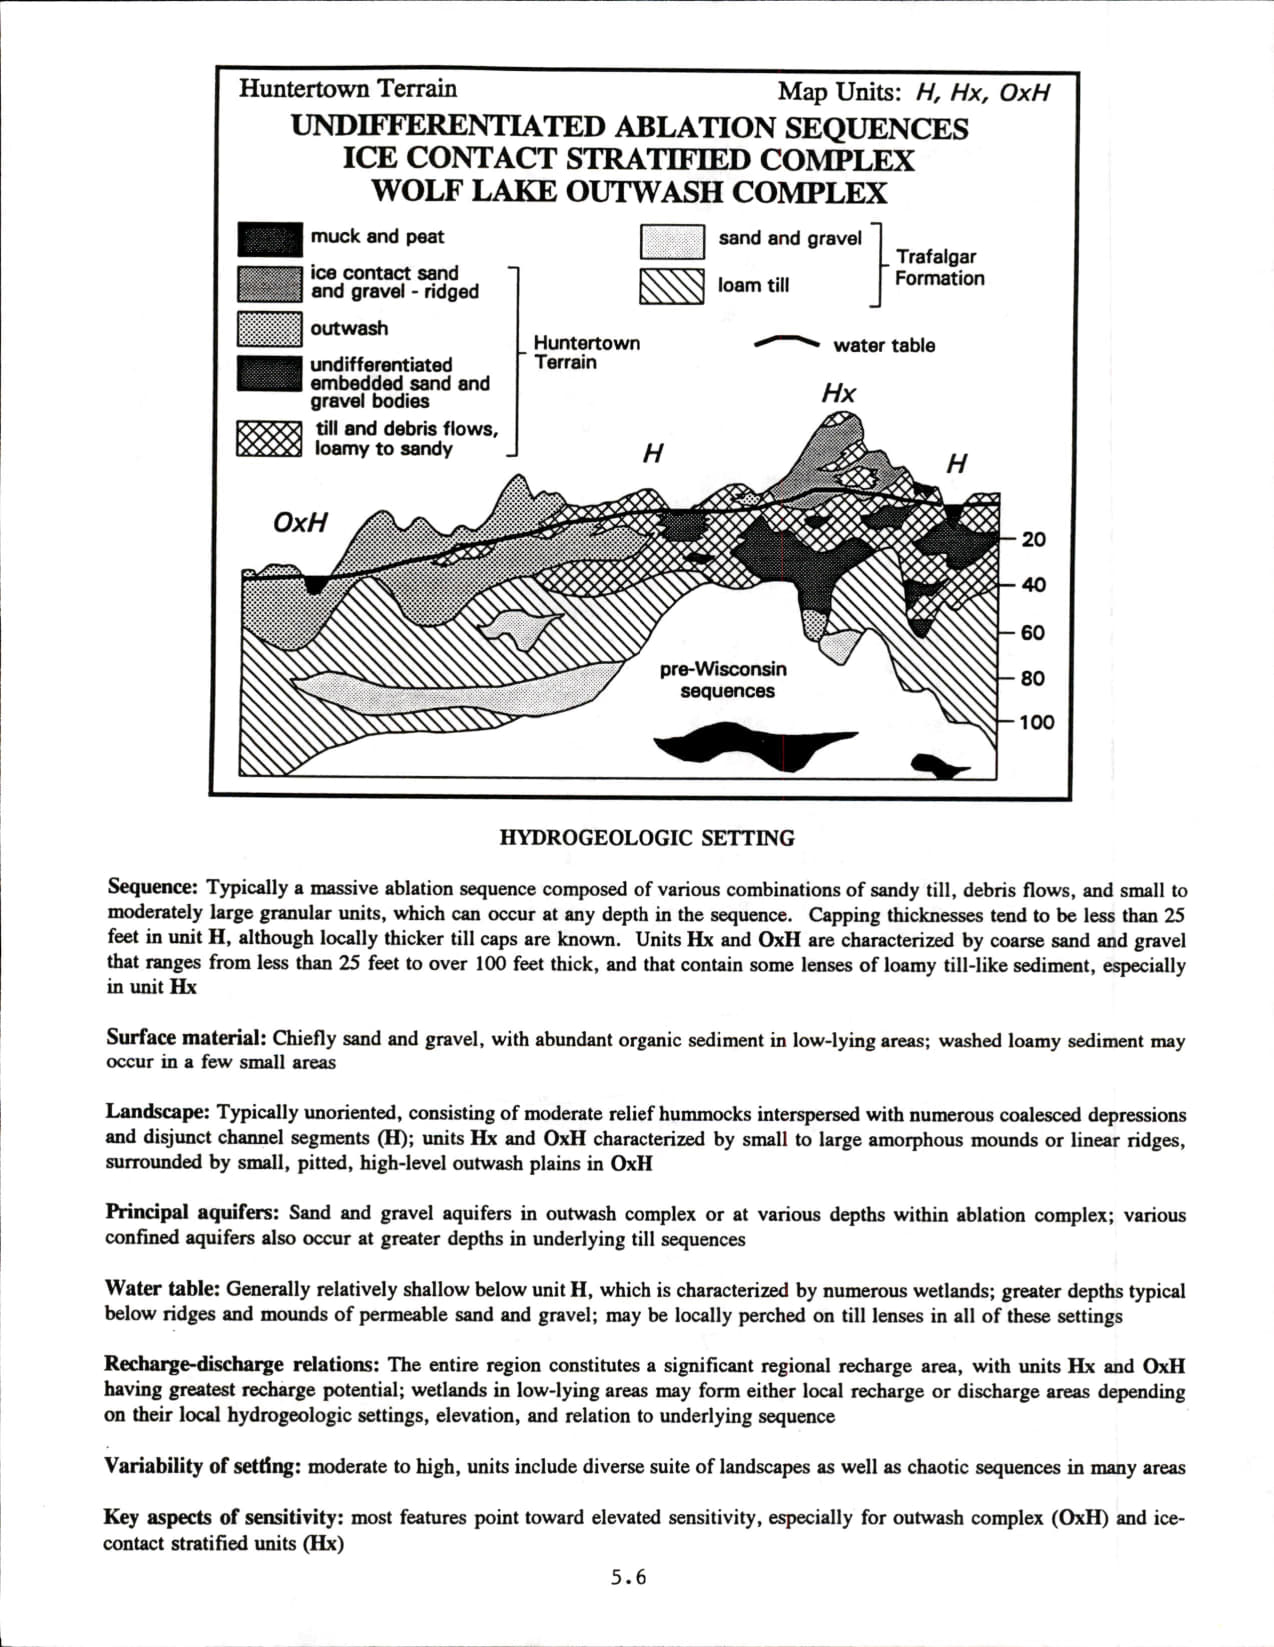 Huntertown Terrain
Map Units: H, Hx, OxH
UNDIFFERENTIATED ABLATION SEQUENCES
ICE CONTACT STRATIFIED COMPLEX
WOLF LAKE OUTWASH COMPLEX
muck and peat
ice contact sand
and gravel - ridged
outwash
undifferentiated
embedded sand and
gravel bodies
till and debris flows,
loamy to sandy
Huntertown
Terrain
sand and gravel
loam till
Trafalgar
Formation
water table
Hx
H
H
OxH
20
40
60
80
100
pre-Wisconsin
sequences
HYDROGEOLOGIC SETTING
Sequence: Typically a massive ablation sequence composed of various combinations of sandy till, debris flows, and small to
moderately large granular units, which can occur at any depth in the sequence. Capping thicknesses tend to be less than 25
feet in unit H, although locally thicker till caps are known. Units Hx and OxH are characterized by coarse sand and gravel
that ranges from less than 25 feet to over 100 feet thick, and that contain some lenses of loamy till-like sediment, especially
in unit Hx
Surface material: Chiefly sand and gravel, with abundant organic sediment in low-lying areas; washed loamy sediment may
occur in a few small areas
Landscape: Typically unoriented, consisting of moderate relief hummocks interspersed with numerous coalesced depressions
and disjunct channel segments (H); units Hx and OxH characterized by small to large amorphous mounds or linear ridges,
surrounded by small, pitted, high-level outwash plains in OxH
Principal aquifers: Sand and gravel aquifers in outwash complex or at various depths within ablation complex; various
confined aquifers also occur at greater depths in underlying till sequences
Water table: Generally relatively shallow below unit H, which is characterized by numerous wetlands; greater depths typical
below ridges and mounds of permeable sand and gravel; may be locally perched on till lenses in all of these settings
Recharge-discharge relations: The entire region constitutes a significant regional recharge area, with units Hx and OxH
having greatest recharge potential; wetlands in low-lying areas may form either local recharge or discharge areas depending
on their local hydrogeologic settings, elevation, and relation to underlying sequence
Variability of setting: moderate to high, units include diverse suite of landscapes as well as chaotic sequences in many areas
Key aspects of sensitivity: most features point toward elevated sensitivity, especially for outwash complex (OxH) and ice-
contact stratified units (Hx)
5.6